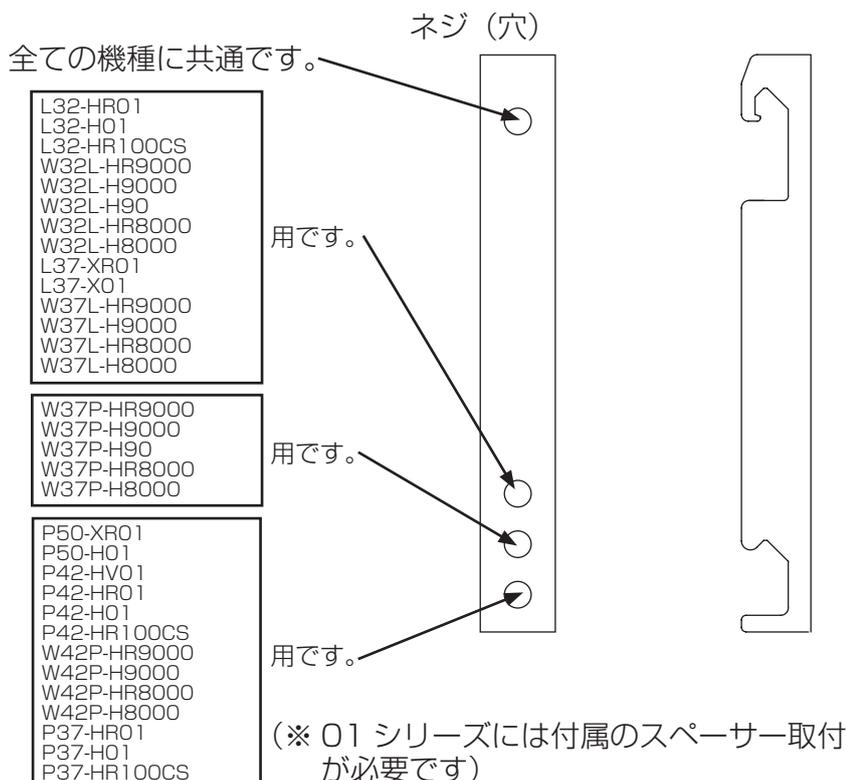 ネジ（穴）
全ての機種に共通です。
L32-HR01
L32-H01
L32-HR100CS
W32L-HR9000
W32L-H9000
W32L-H90
W32L-HR8000
W32L-H8000
L37-XR01
L37-X01
W37L-HR9000
W37L-H9000
W37L-HR8000
W37L-H8000
用です。
W37P-HR9000
W37P-H9000
W37P-H90
W37P-HR8000
W37P-H8000
用です。
P50-XR01
P50-H01
P42-HV01
P42-HR01
P42-H01
P42-HR100CS
W42P-HR9000
W42P-H9000
W42P-HR8000
W42P-H8000
P37-HR01
P37-H01
P37-HR100CS
用です。
（※ 01 シリーズには付属のスペーサー取付
が必要です）